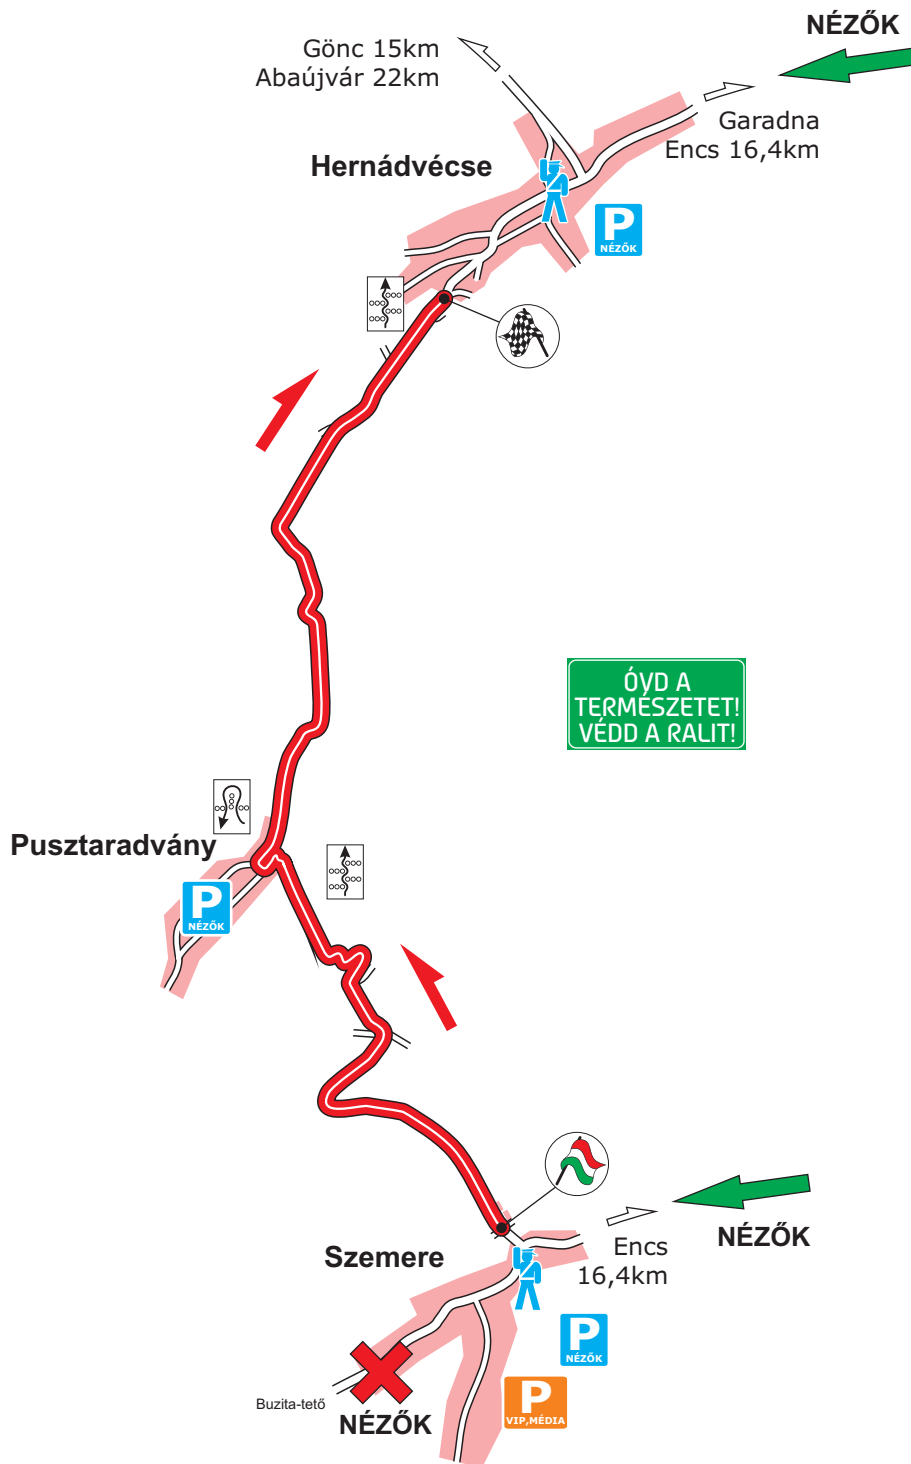 NÉZŐK
Gönc 15km
Abaújvár 22km
Garadna
Encs 16,4km
Hernádvécse
P
NÉZŐK
ÓVD A
TERMÉSZETET!
VÉDD A RALIT!
Pusztaradvány
P
NÉZŐK
NÉZŐK
Encs
16,4km
Szemere
P
NÉZŐK
P
VIP,MÉDIA
Buzita-tető
NÉZŐK